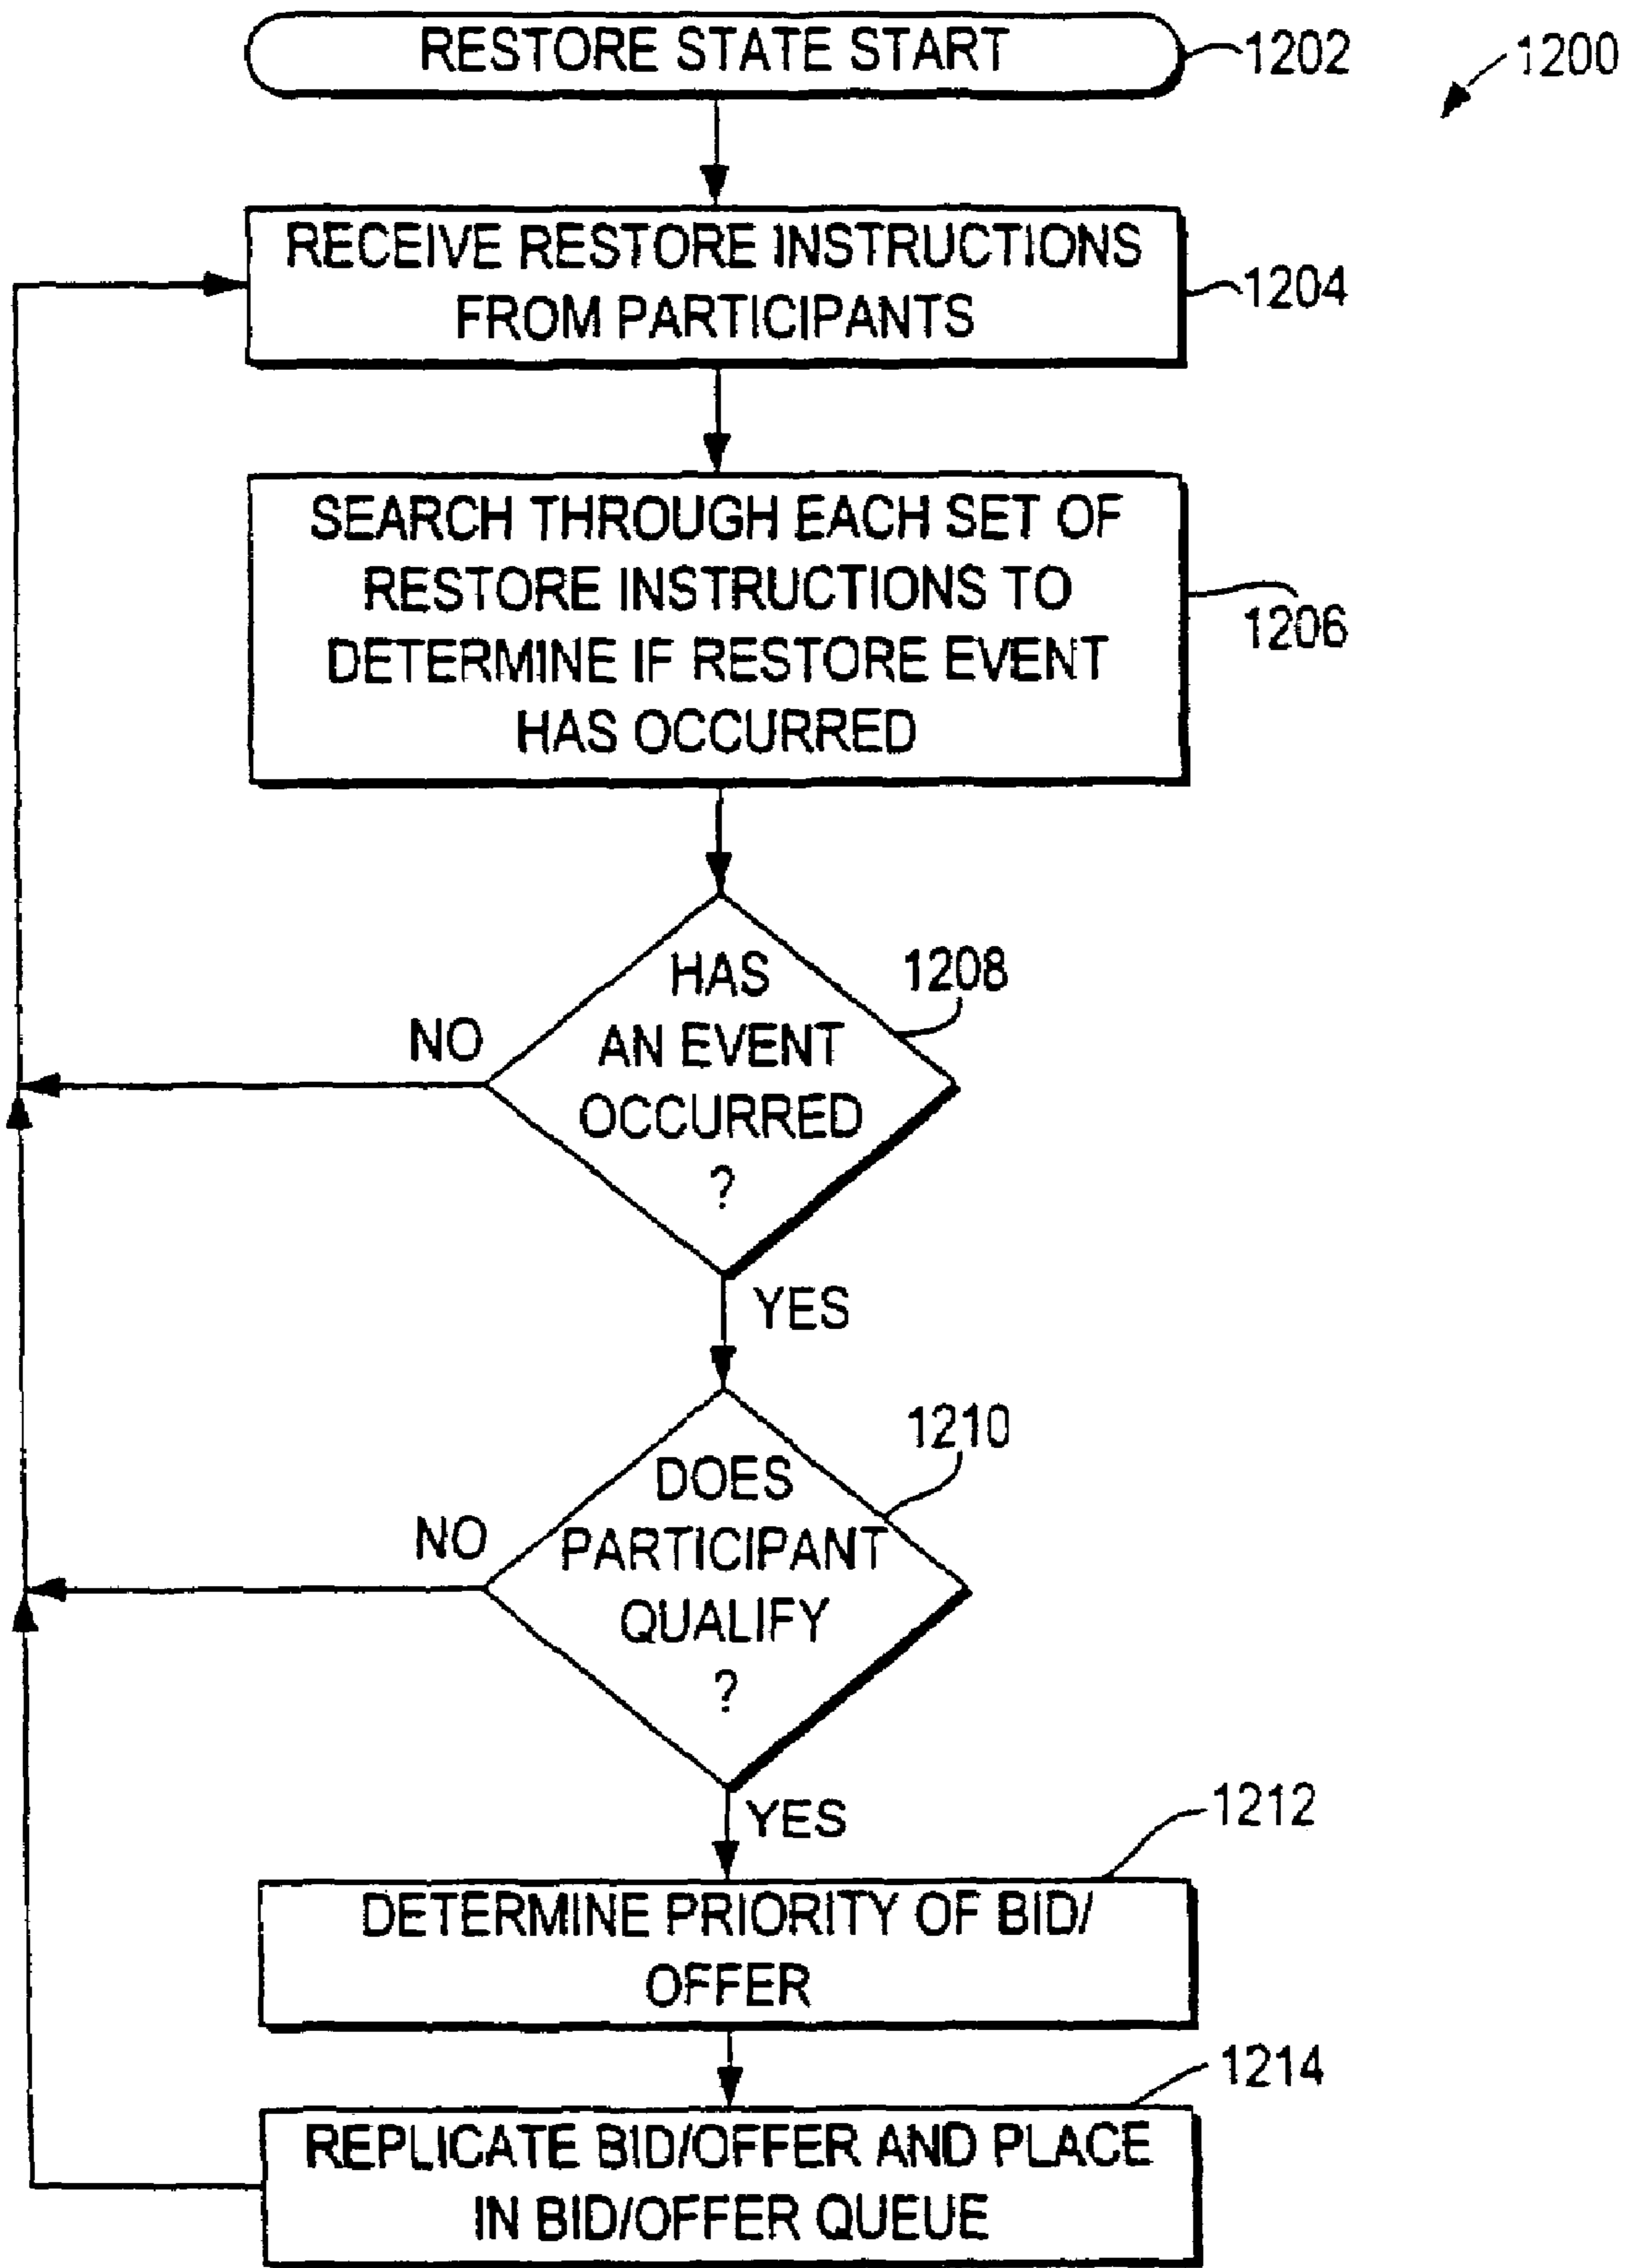 RESTORE STATE START
1202
1200
RECEIVE RESTORE INSTRUCTIONS
FROM PARTICIPANTS
1204
SEARCH THROUGH EACH SET OF
RESTORE INSTRUCTIONS TO
DETERMINE IF RESTORE EVENT
HAS OCCURRED
1206
HAS
AN EVENT
OCCURRED
?
1208
NO
YES
DOES
PARTICIPANT
QUALIFY
?
1210
NO
YES
1212
DETERMINE PRIORITY OF BID/
OFFER
1214
REPLICATE BID/OFFER AND PLACE
IN BID/OFFER QUEUE